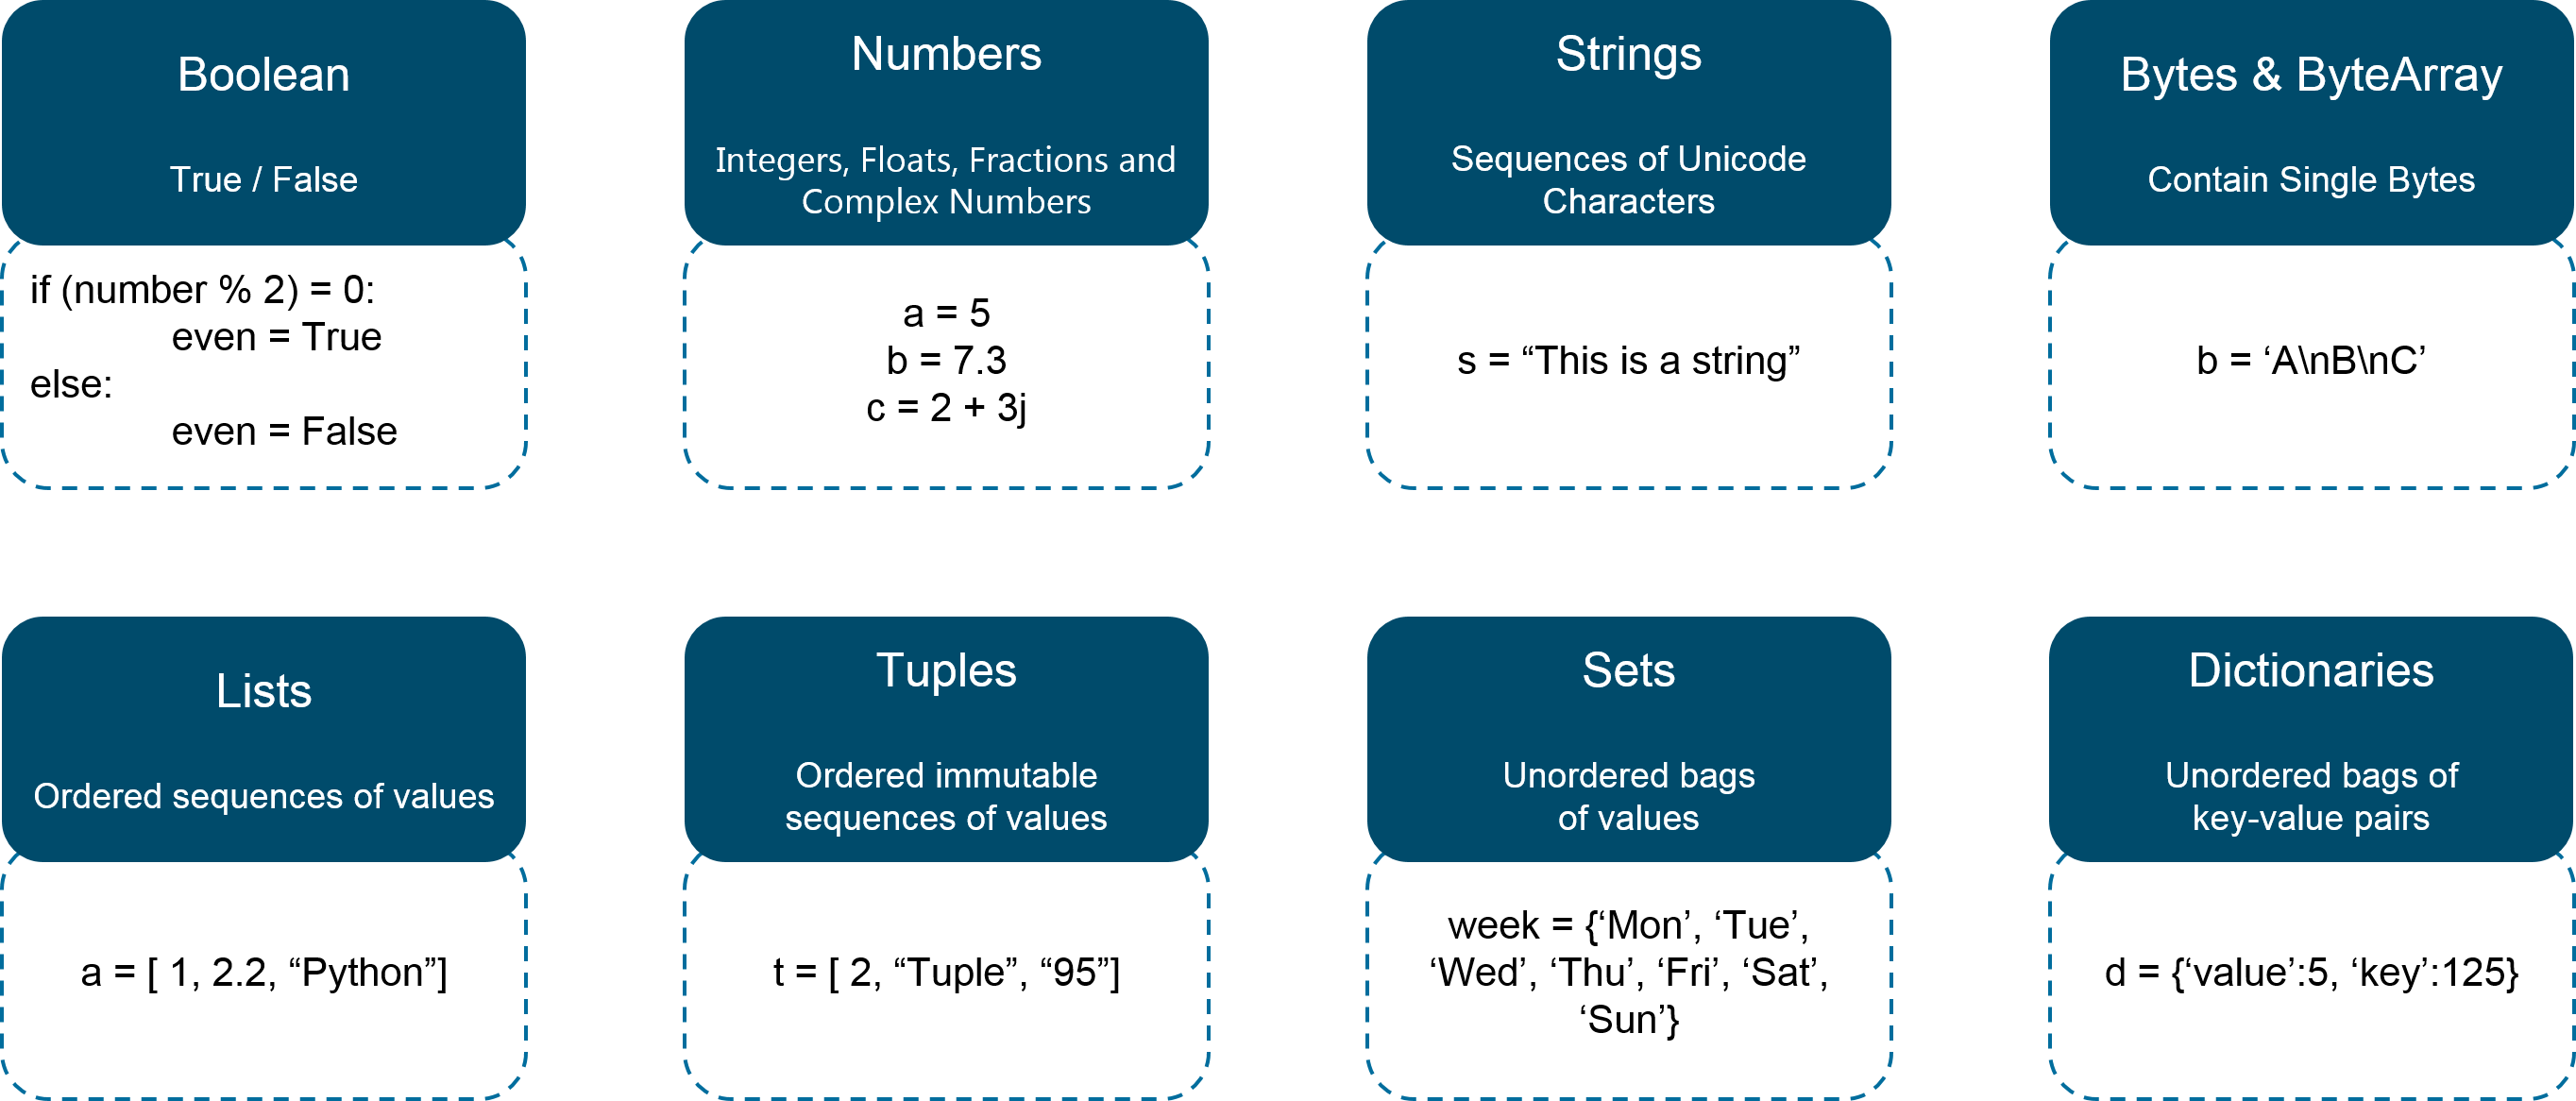 Boolean
True / False
if (number % 2) = 0:
even = True
else:
even = False
Numbers
Integers, Floats, Fractions and
Complex Numbers
a = 5
b = 7.3
c = 2 + 3j
Strings
Sequences of Unicode
Characters
s = “This is a string”
Bytes & ByteArray
Contain Single Bytes
b = ‘A\nB\nC’
Lists
Ordered sequences of values
a = [ 1, 2.2, “Python”]
Tuples
Ordered immutable
sequences of values
t = [ 2, “Tuple”, “95”]
Sets
Unordered bags
of values
week = {‘Mon’, ‘Tue’,
‘Wed’, ‘Thu’, ‘Fri’, ‘Sat’,
‘Sun’}
Dictionaries
Unordered bags of
key-value pairs
d = {‘value’:5, ‘key’:125}